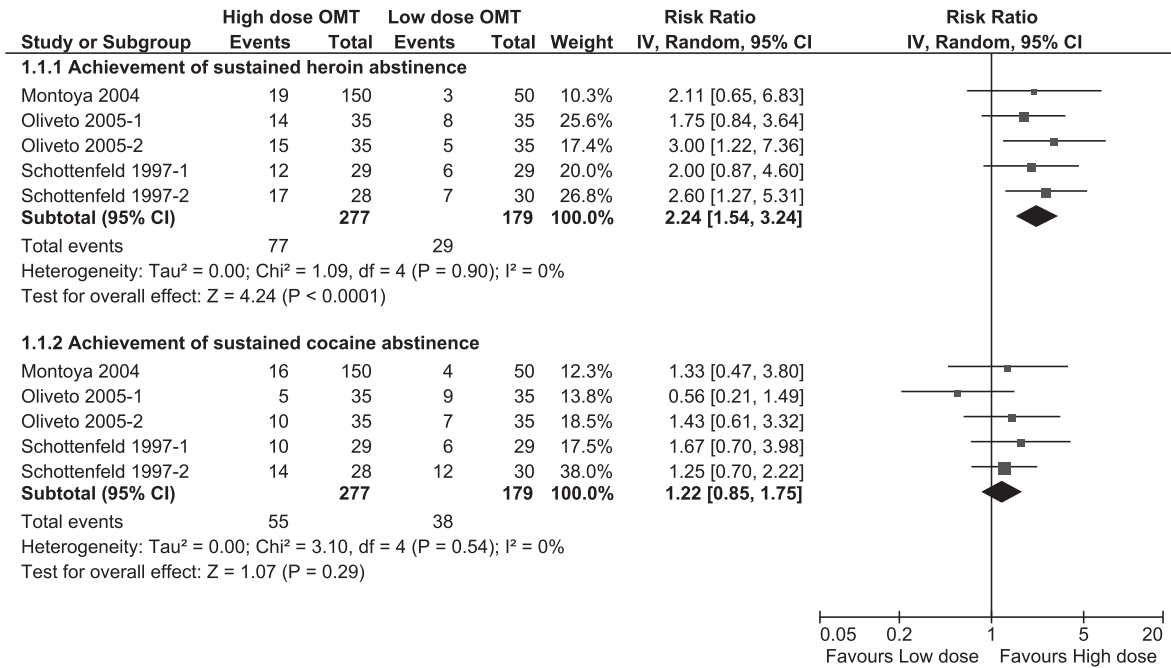 High dose OMT Low dose OMT Risk Ratio Risk Ratio
Study or Subgroup Events Total Events Total Weight IV, Random, 95% CI IV, Random, 95% CI
1.1.1 Achievement of sustained heroin abstinence
Montoya 2004 19 150 3 50 10.3% 2.11 [0.65, 6.83]
Oliveto 2005-1 14 35 8 35 25.6% 1.75 [0.84, 3.64]
Oliveto 2005-2 15 35 5 35 17.4% 3.00 [1.22, 7.36]
Schottenfeld 1997-1 12 29 6 29 20.0% 2.00 [0.87, 4.60]
Schottenfeld 1997-2 17 28 7 30 26.8% 2.60 [1.27, 5.31]
Subtotal (95% CI) 277 179 100.0% 2.24 [1.54, 3.24]
Total events 77 29
Heterogeneity: Tau² = 0.00; Chi² = 1.09, df = 4 (P = 0.90); I² = 0%
Test for overall effect: Z = 4.24 (P < 0.0001)
1.1.2 Achievement of sustained cocaine abstinence
Montoya 2004 16 150 4 50 12.3% 1.33 [0.47, 3.80]
Oliveto 2005-1 5 35 9 35 13.8% 0.56 [0.21, 1.49]
Oliveto 2005-2 10 35 7 35 18.5% 1.43 [0.61, 3.32]
Schottenfeld 1997-1 10 29 6 29 17.5% 1.67 [0.70, 3.98]
Schottenfeld 1997-2 14 28 12 30 38.0% 1.25 [0.70, 2.22]
Subtotal (95% CI) 277 179 100.0% 1.22 [0.85, 1.75]
Total events 55 38
Heterogeneity: Tau² = 0.00; Chi² = 3.10, df = 4 (P = 0.54); I² = 0%
Test for overall effect: Z = 1.07 (P = 0.29)
0.05 0.2 1 5 20
Favours Low dose Favours High dose